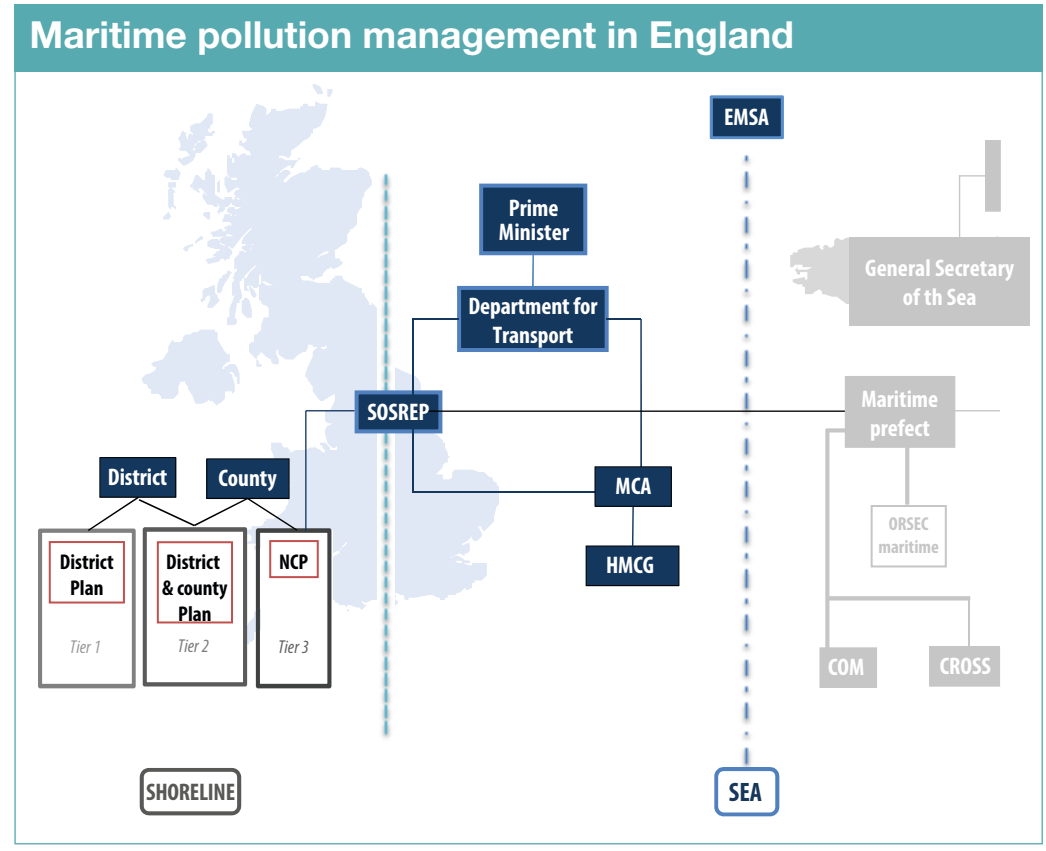 Maritime pollution management in England
EMSA
Prime
Minister
General Secretary
of th Sea
Department for
Transport
SOSREP
Maritime
prefect
District
County
MCA
ORSEC
maritime
HMCG
District
Plan
District
& county
Plan
NCP
Tier 1
Tier 2
Tier 3
COM
CROSS
SHORELINE
SEA